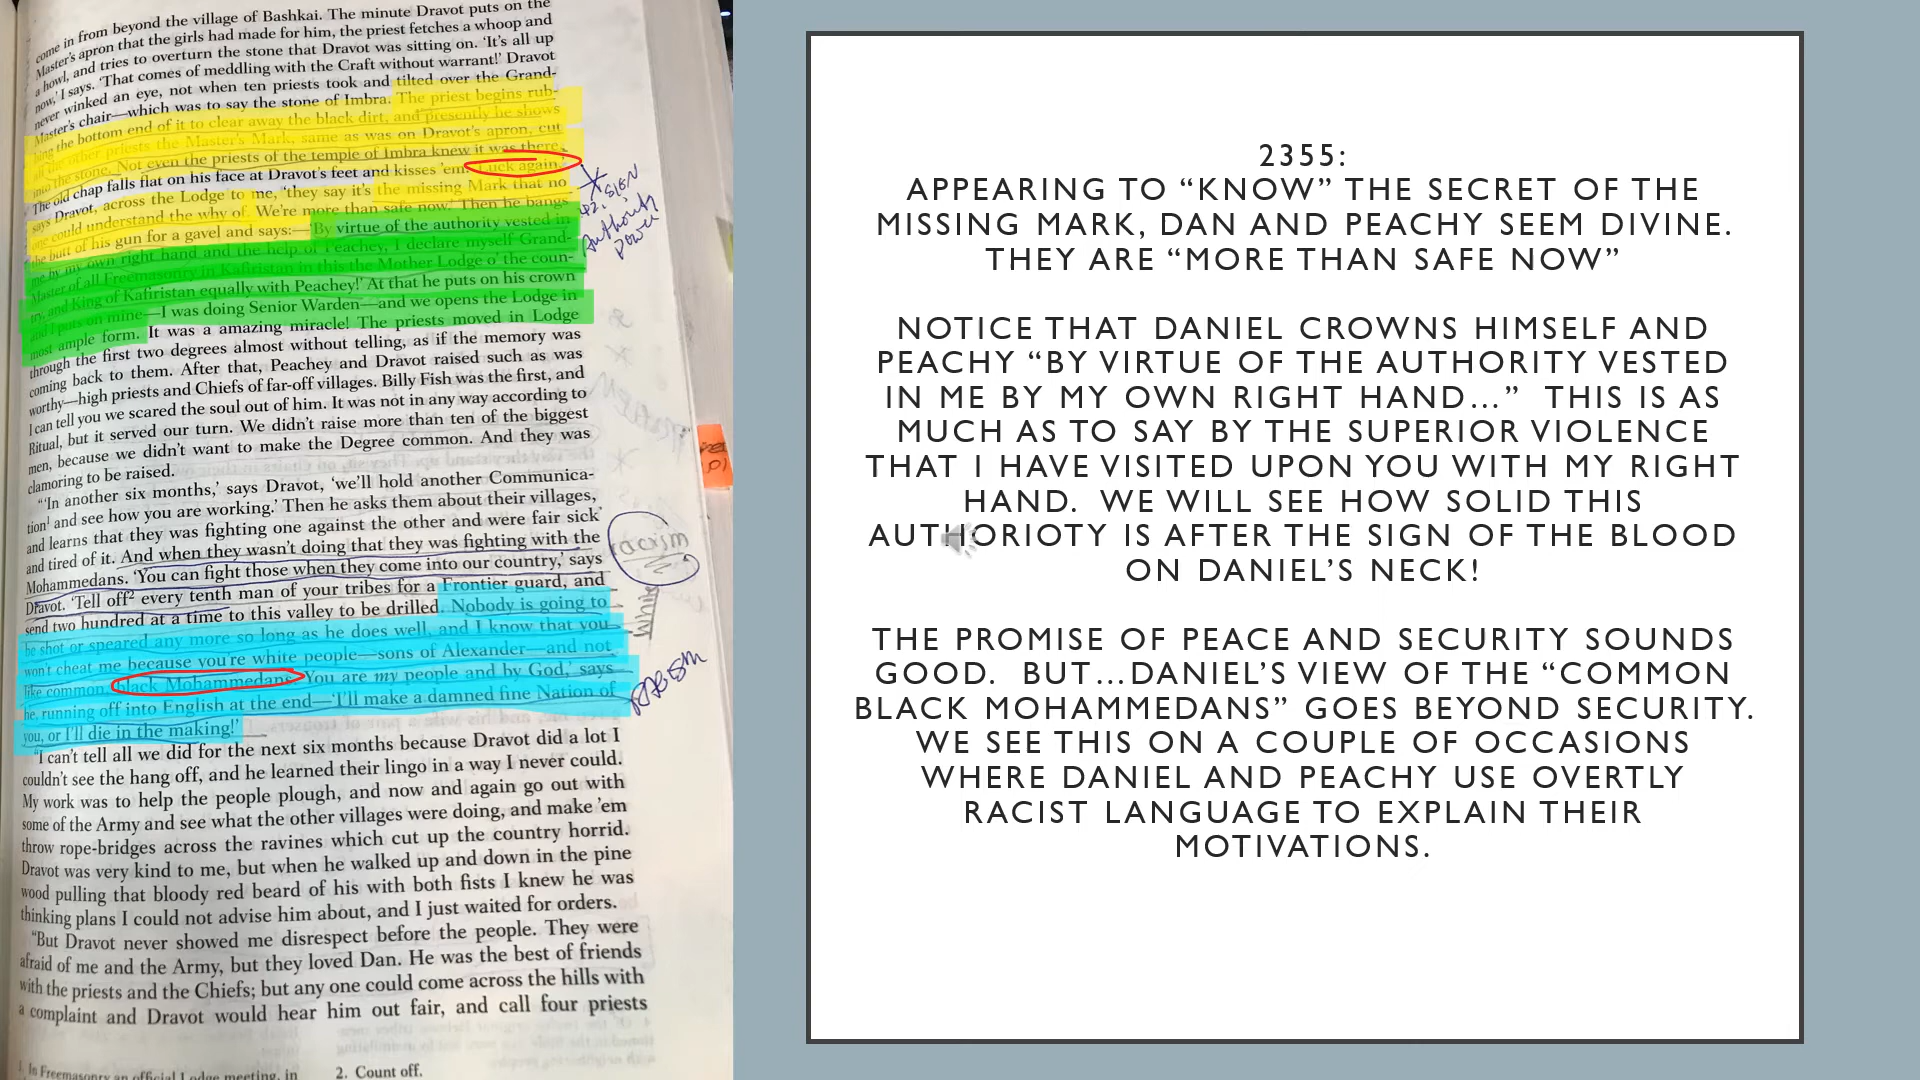 come in from beyond the village of Bashkai. The minute Dravot puts on the
Master's apron that the girls had made for him, the priest fetches a whoop and
a howl, and tries to overturn the stone that Dravot was sitting on. 'It's all up
now,' I says. 'That comes of meddling with the Craft without warrant!' Dravot
never winked an eye, not when ten priests took and tilted over the Grand-
Master's chair—which was to say the stone of Imbra. The priest begins rub-
bing the bottom end of it to clear away the black dirt, and presently he shows
all the other priests the Master's Mark, same as was on Dravot's apron, cut
into the stone. Not even the priests of the temple of Imbra knew it was there.
The old chap falls flat on his face at Dravot's feet and kisses 'em. 'Luck again,'
says Dravot, across the Lodge to me, 'they say it's the missing Mark that no
one could understand the why of. We're more than safe now.' Then he bangs
the butt of his gun for a gavel and says:—'By virtue of the authority vested in
me by my own right hand and the help of Peachey, I declare myself Grand-
Master of all Freemasonry in Kafiristan in this the Mother Lodge o' the coun-
try, and King of Kafiristan equally with Peachey!' At that he puts on his crown
and I puts on mine—I was doing Senior Warden—and we opens the Lodge in
most ample form. It was a amazing miracle! The priests moved in Lodge
through the first two degrees almost without telling, as if the memory was
coming back to them. After that, Peachey and Dravot raised such as was
worthy—high priests and Chiefs of far-off villages. Billy Fish was the first, and
I can tell you we scared the soul out of him. It was not in any way according to
Ritual, but it served our turn. We didn't raise more than ten of the biggest
men, because we didn't want to make the Degree common. And they was
clamoring to be raised.
"'In another six months,' says Dravot, 'we'll hold another Communica-
tion¹ and see how you are working.' Then he asks them about their villages,
and learns that they was fighting one against the other and were fair sick
and tired of it. And when they wasn't doing that they was fighting with the
Mohammedans. 'You can fight those when they come into our country,' says
Dravot. 'Tell off² every tenth man of your tribes for a Frontier guard, and
send two hundred at a time to this valley to be drilled. Nobody is going to
be shot or speared any more so long as he does well, and I know that you
won't cheat me because you're white people—sons of Alexander—and not
like common, black Mohammedans. You are my people and by God,' says
he, running off into English at the end—'I'll make a damned fine Nation of
you, or I'll die in the making!'
"I can't tell all we did for the next six months because Dravot did a lot I
couldn't see the hang off, and he learned their lingo in a way I never could.
My work was to help the people plough, and now and again go out with
some of the Army and see what the other villages were doing, and make 'em
throw rope-bridges across the ravines which cut up the country horrid.
Dravot was very kind to me, but when he walked up and down in the pine
wood pulling that bloody red beard of his with both fists I knew he was
thinking plans I could not advise him about, and I just waited for orders.
"But Dravot never showed me disrespect before the people. They were
afraid of me and the Army, but they loved Dan. He was the best of friends
with the priests and the Chiefs; but any one could come across the hills with
a complaint and Dravot would hear him out fair, and call four priests
1. In Freemasonry an official Lodge meeting, in
2. Count off.
SIGN
Authority
Power
racism
white
RACISM
2355:
APPEARING TO "KNOW" THE SECRET OF THE
MISSING MARK, DAN AND PEACHY SEEM DIVINE.
THEY ARE "MORE THAN SAFE NOW"
NOTICE THAT DANIEL CROWNS HIMSELF AND
PEACHY "BY VIRTUE OF THE AUTHORITY VESTED
IN ME BY MY OWN RIGHT HAND…" THIS IS AS
MUCH AS TO SAY BY THE SUPERIOR VIOLENCE
THAT I HAVE VISITED UPON YOU WITH MY RIGHT
HAND. WE WILL SEE HOW SOLID THIS
AUTHORIOTY IS AFTER THE SIGN OF THE BLOOD
ON DANIEL'S NECK!
THE PROMISE OF PEACE AND SECURITY SOUNDS
GOOD. BUT…DANIEL'S VIEW OF THE "COMMON
BLACK MOHAMMEDANS" GOES BEYOND SECURITY.
WE SEE THIS ON A COUPLE OF OCCASIONS
WHERE DANIEL AND PEACHY USE OVERTLY
RACIST LANGUAGE TO EXPLAIN THEIR
MOTIVATIONS.